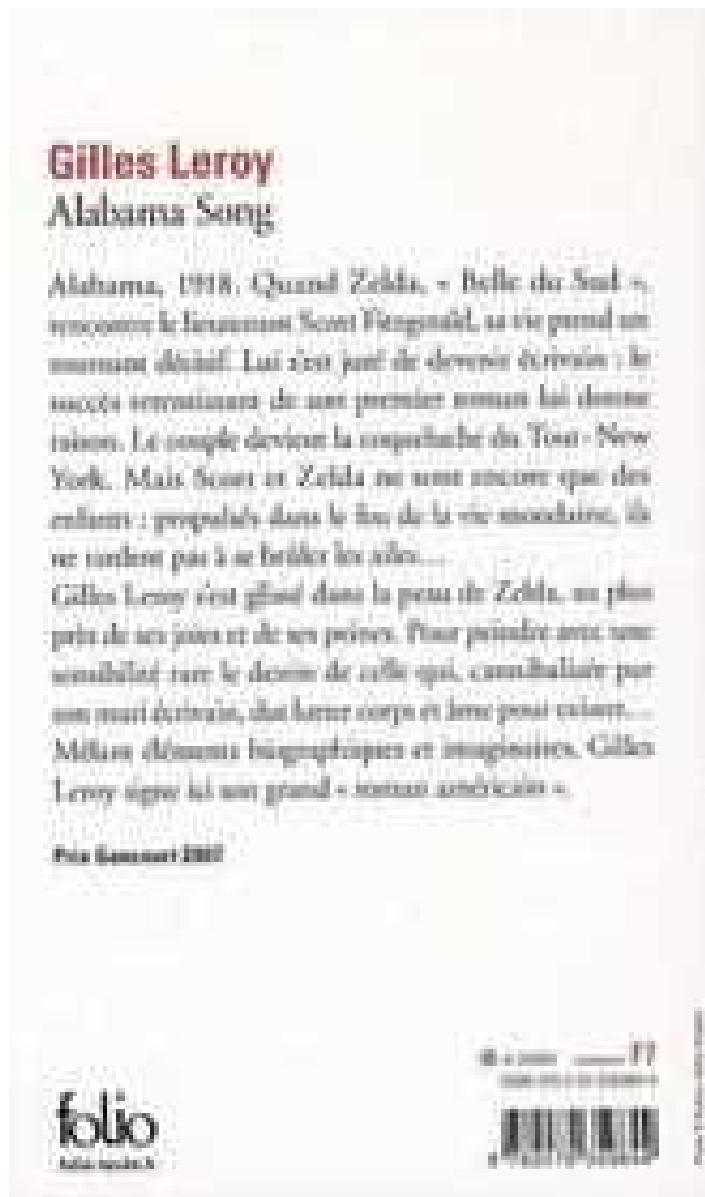 Gilles Leroy
Alabama Song
Alabama, 1918. Quand Zelda, « Belle du Sud »,
rencontre le lieutenant Scott Fitzgerald, sa vie prend un
tournant décisif. Lui s'est juré de devenir écrivain : le
succès retentissant de son premier roman lui donne
raison. Le couple devient la coqueluche du Tout-New
York. Mais Scott et Zelda ne sont encore que des
enfants : propulsés dans le feu de la vie mondaine, ils
ne tardent pas à se brûler les ailes...
Gilles Leroy s'est glissé dans la peau de Zelda, au plus
près de ses joies et de ses peines. Pour peindre avec une
sensibilité rare le destin de celle qui, cannibalisée par
son mari écrivain, dut lutter corps et âme pour exister...
Mêlant éléments biographiques et imaginaires, Gilles
Leroy signe ici son grand « roman américain ».
Prix Goncourt 2007
folio